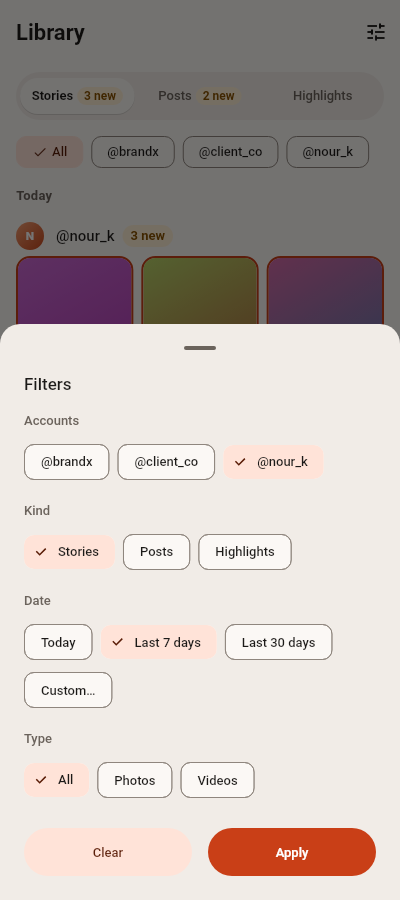 Library
Stories 3 new Posts 2 new Highlights
All @brandx @client_co @nour_k
Today
N @nour_k 3 new
Filters
Accounts
@brandx @client_co @nour_k
Kind
Stories Posts Highlights
Date
Today Last 7 days Last 30 days
Custom...
Type
All Photos Videos
Clear Apply